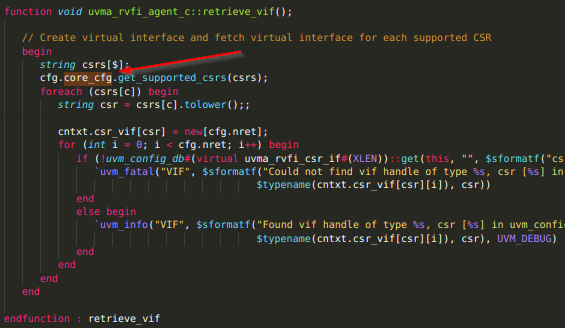 function void uvma_rvfi_agent_c::retrieve_vif();
// Create virtual interface and fetch virtual interface for each supported CSR
begin
string csrs[$];
cfg.core_cfg.get_supported_csrs(csrs);
foreach (csrs[c]) begin
string csr = csrs[c].tolower();;
cntxt.csr_vif[csr] = new[cfg.nret];
for (int i = 0; i < cfg.nret; i++) begin
if (!uvm_config_db#(virtual uvma_rvfi_csr_if#(XLEN))::get(this, "", $sformatf("cs
`uvm_fatal("VIF", $sformatf("Could not find vif handle of type %s, csr [%s] in
$typename(cntxt.csr_vif[csr][i]), csr))
end
else begin
`uvm_info("VIF", $sformatf("Found vif handle of type %s, csr [%s] in uvm_confi
$typename(cntxt.csr_vif[csr][i]), csr), UVM_DEBUG)
end
end
end
end
endfunction : retrieve_vif